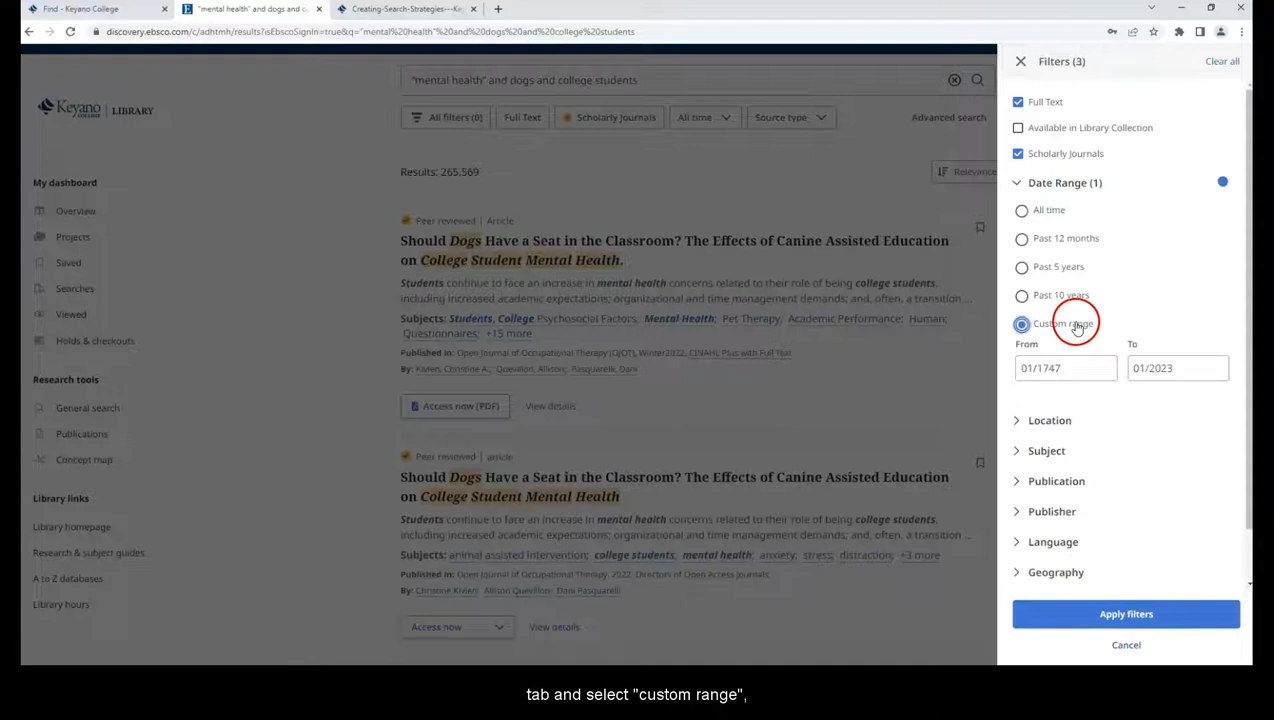 Find - Keyano College
"mental health" and dogs and c
Creating-Search-Strategies---Key
discovery.ebsco.com/c/adhtmh/results?isEbscoSignIn=true&q="mental%20health"%20and%20dogs%20and%20college%20students
Keyano COLLEGE | LIBRARY
"mental health" and dogs and college students
All filters (0)
Full Text
Scholarly Journals
All time
Source type
Advanced search
Results: 265,569
Relevance
My dashboard
Overview
Projects
Saved
Searches
Viewed
Holds & checkouts
Research tools
General search
Publications
Concept map
Library links
Library homepage
Research & subject guides
A to Z databases
Library hours
Peer reviewed | Article
Should Dogs Have a Seat in the Classroom? The Effects of Canine Assisted Education
on College Student Mental Health.
Students continue to face an increase in mental health concerns related to their role of being college students,
including increased academic expectations; organizational and time management demands; and, often, a transition ...
Subjects: Students, College Psychosocial Factors, Mental Health; Pet Therapy, Academic Performance; Human;
Questionnaires; +15 more
Published in: Open Journal of Occupational Therapy (OJOT), Winter2022, CINAHL Plus with Full Text
By: Kivlen, Christine A., Quevillon, Allison; Pasquarelli, Dani
Access now (PDF)
View details
Peer reviewed | article
Should Dogs Have a Seat in the Classroom? The Effects of Canine Assisted Education
on College Student Mental Health
Students continue to face an increase in mental health concerns related to their role of being college students,
including increased academic expectations; organizational and time management demands; and, often, a transition ...
Subjects: animal assisted intervention; college students; mental health; anxiety; stress; distraction; +3 more
Published in: Open Journal of Occupational Therapy. 2022. Directory of Open Access Journals
By: Christine Kivlen Allison Quevillon Dani Pasquarelli
Access now
View details
Filters (3)
Clear all
Full Text
Available in Library Collection
Scholarly Journals
Date Range (1)
All time
Past 12 months
Past 5 years
Past 10 years
Custom range
From
To
01/1747
01/2023
Location
Subject
Publication
Publisher
Language
Geography
Apply filters
Cancel
tab and select "custom range",